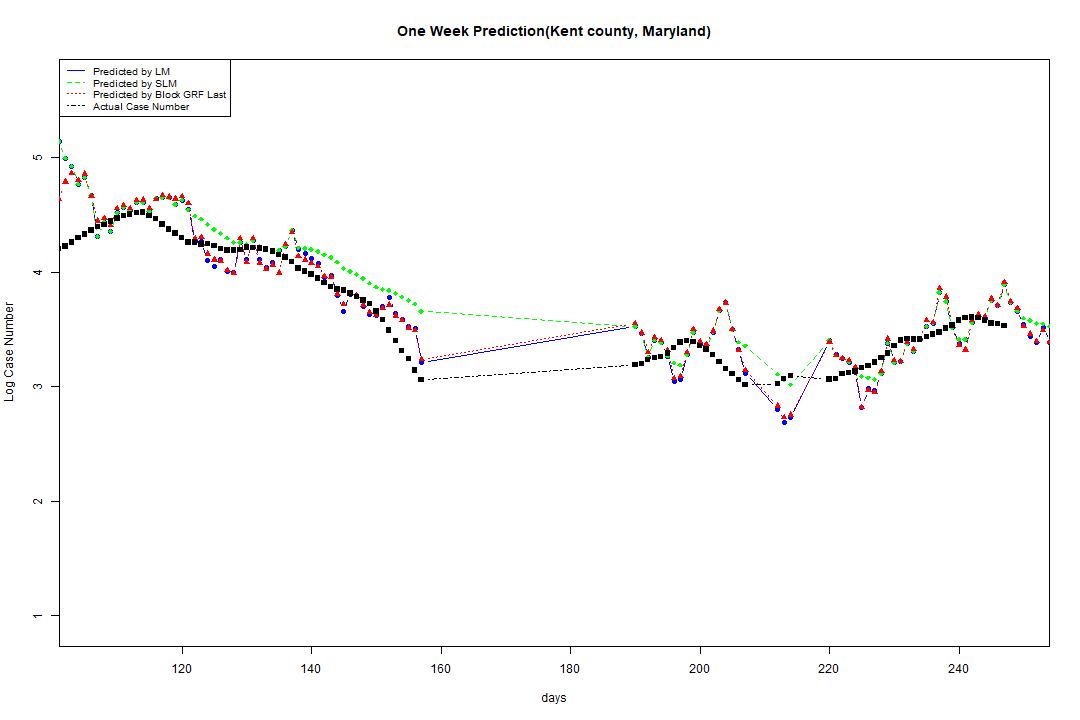 One Week Prediction(Kent county, Maryland)
Predicted by LM
Predicted by SLM
Predicted by Block GRF Last
Actual Case Number
5
4
3
2
1
Log Case Number
120 140 160 180 200 220 240
days